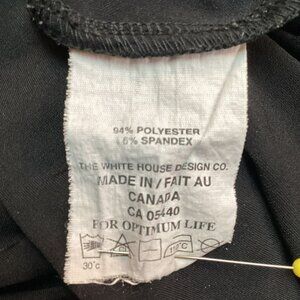 94% POLYESTER
6% SPANDEX
THE WHITE HOUSE DESIGN CO.
MADE IN / FAIT AU
CANADA
CA 05440
FOR OPTIMUM LIFE
30°c